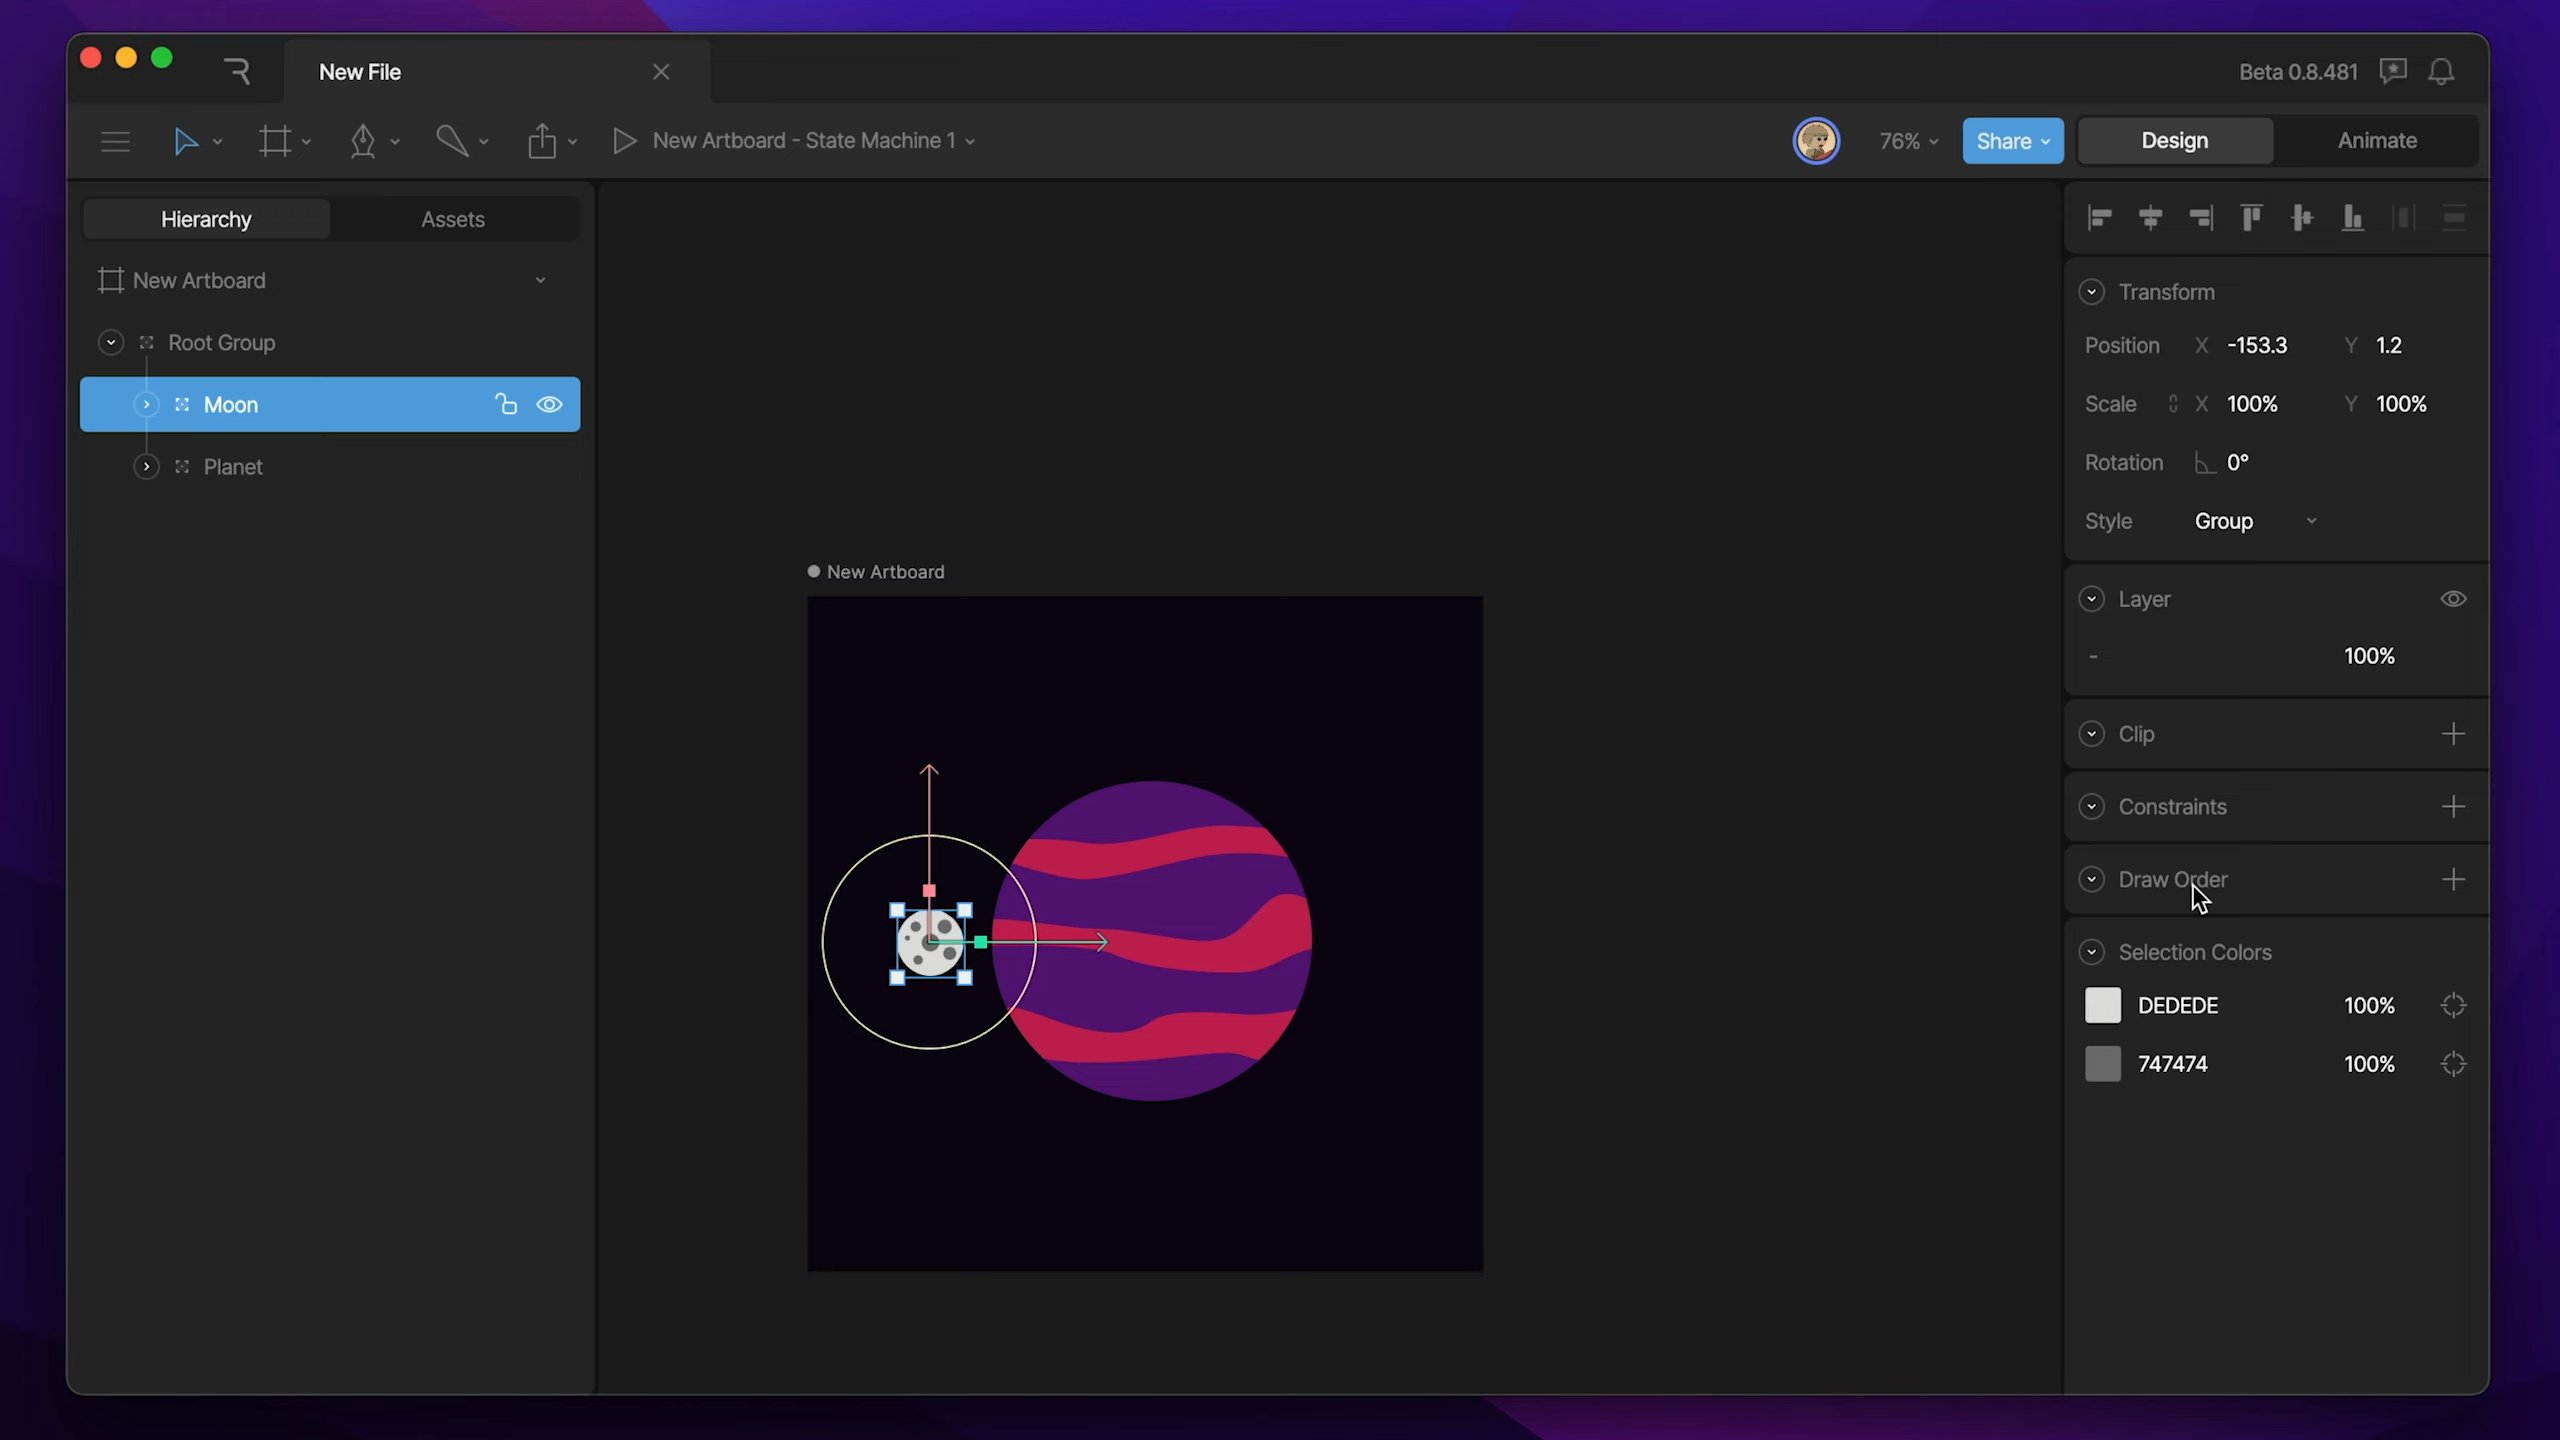 New File
Beta 0.8.481
New Artboard - State Machine 1
76%
Share
Design
Animate
Hierarchy
Assets
New Artboard
Root Group
Moon
Planet
New Artboard
Transform
Position X -153.3 Y 1.2
Scale X 100% Y 100%
Rotation 0°
Style Group
Layer
- 100%
Clip
Constraints
Draw Order
Selection Colors
DEDEDE 100%
747474 100%